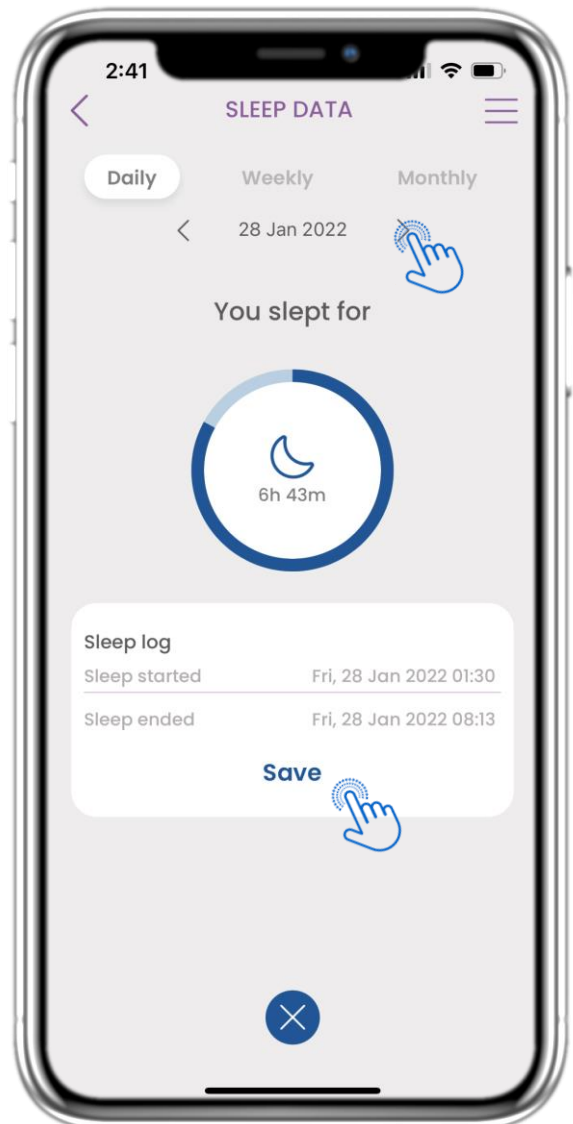 2:41
SLEEP DATA
Daily Weekly Monthly
28 Jan 2022
You slept for
6h 43m
Sleep log
Sleep started Fri, 28 Jan 2022 01:30
Sleep ended Fri, 28 Jan 2022 08:13
Save